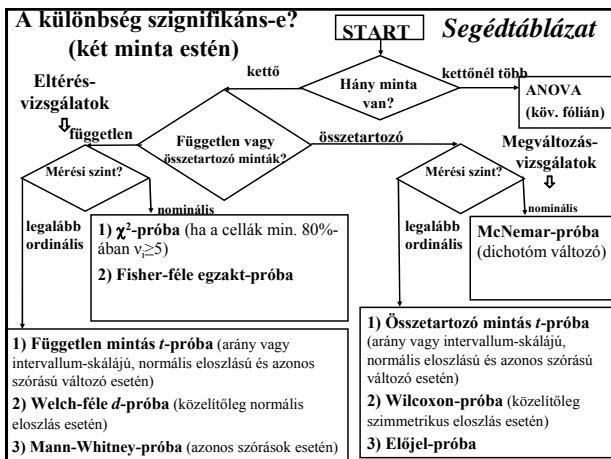 A különbség szignifikáns-e?
(két minta estén)
START
Segédtáblázat
Hány minta
van?
kettő
kettőnél több
ANOVA
(köv. fólián)
Eltérés-
vizsgálatok
független
Független vagy
összetartozó minták?
összetartozó
Megváltozás-
vizsgálatok
Mérési szint?
nominális
legalább
ordinális
1) χ²-próba (ha a cellák min. 80%-
ában νᵢ≥5)
2) Fisher-féle egzakt-próba
Mérési szint?
nominális
legalább
ordinális
McNemar-próba
(dichotóm változó)
1) Független mintás t-próba (arány vagy
intervallum-skálájú, normális eloszlású és azonos
szórású változó esetén)
2) Welch-féle d-próba (közelítőleg normális
eloszlás esetén)
3) Mann-Whitney-próba (azonos szórások esetén)
1) Összetartozó mintás t-próba
(arány vagy intervallum-skálájú,
normális eloszlású és azonos szórású
változó esetén)
2) Wilcoxon-próba (közelítőleg
szimmetrikus eloszlás esetén)
3) Előjel-próba